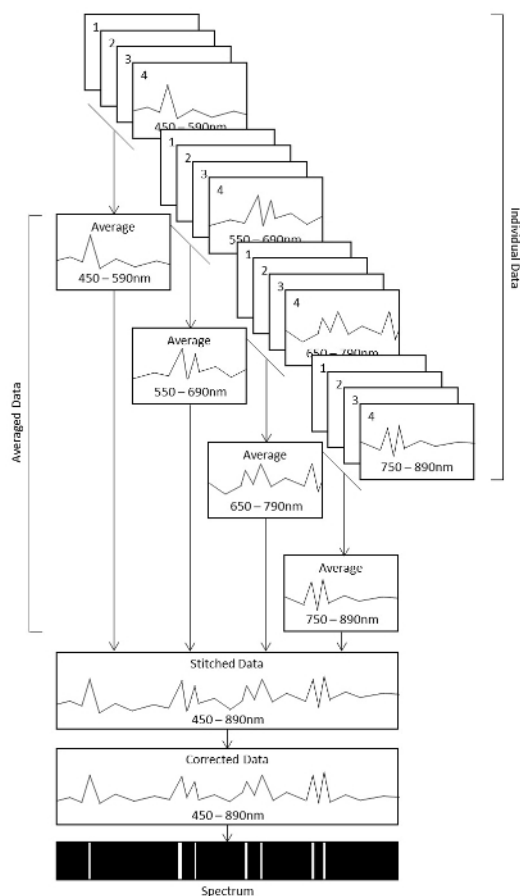 1
2
3
4
450 – 590nm
1
2
3
4
550 – 690nm
1
2
3
4
650 – 790nm
1
2
3
4
750 – 890nm
Individual Data
Averaged Data
Average
450 – 590nm
Average
550 – 690nm
Average
650 – 790nm
Average
750 – 890nm
Stitched Data
450 – 890nm
Corrected Data
450 – 890nm
Spectrum